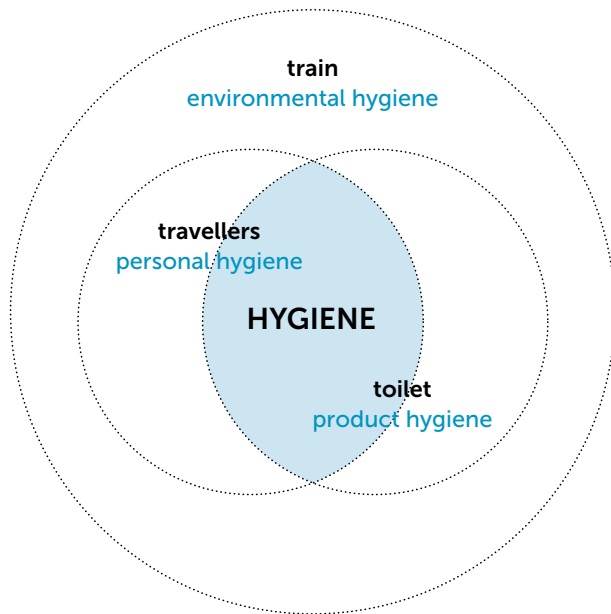 train
environmental hygiene
travellers
personal hygiene
HYGIENE
toilet
product hygiene